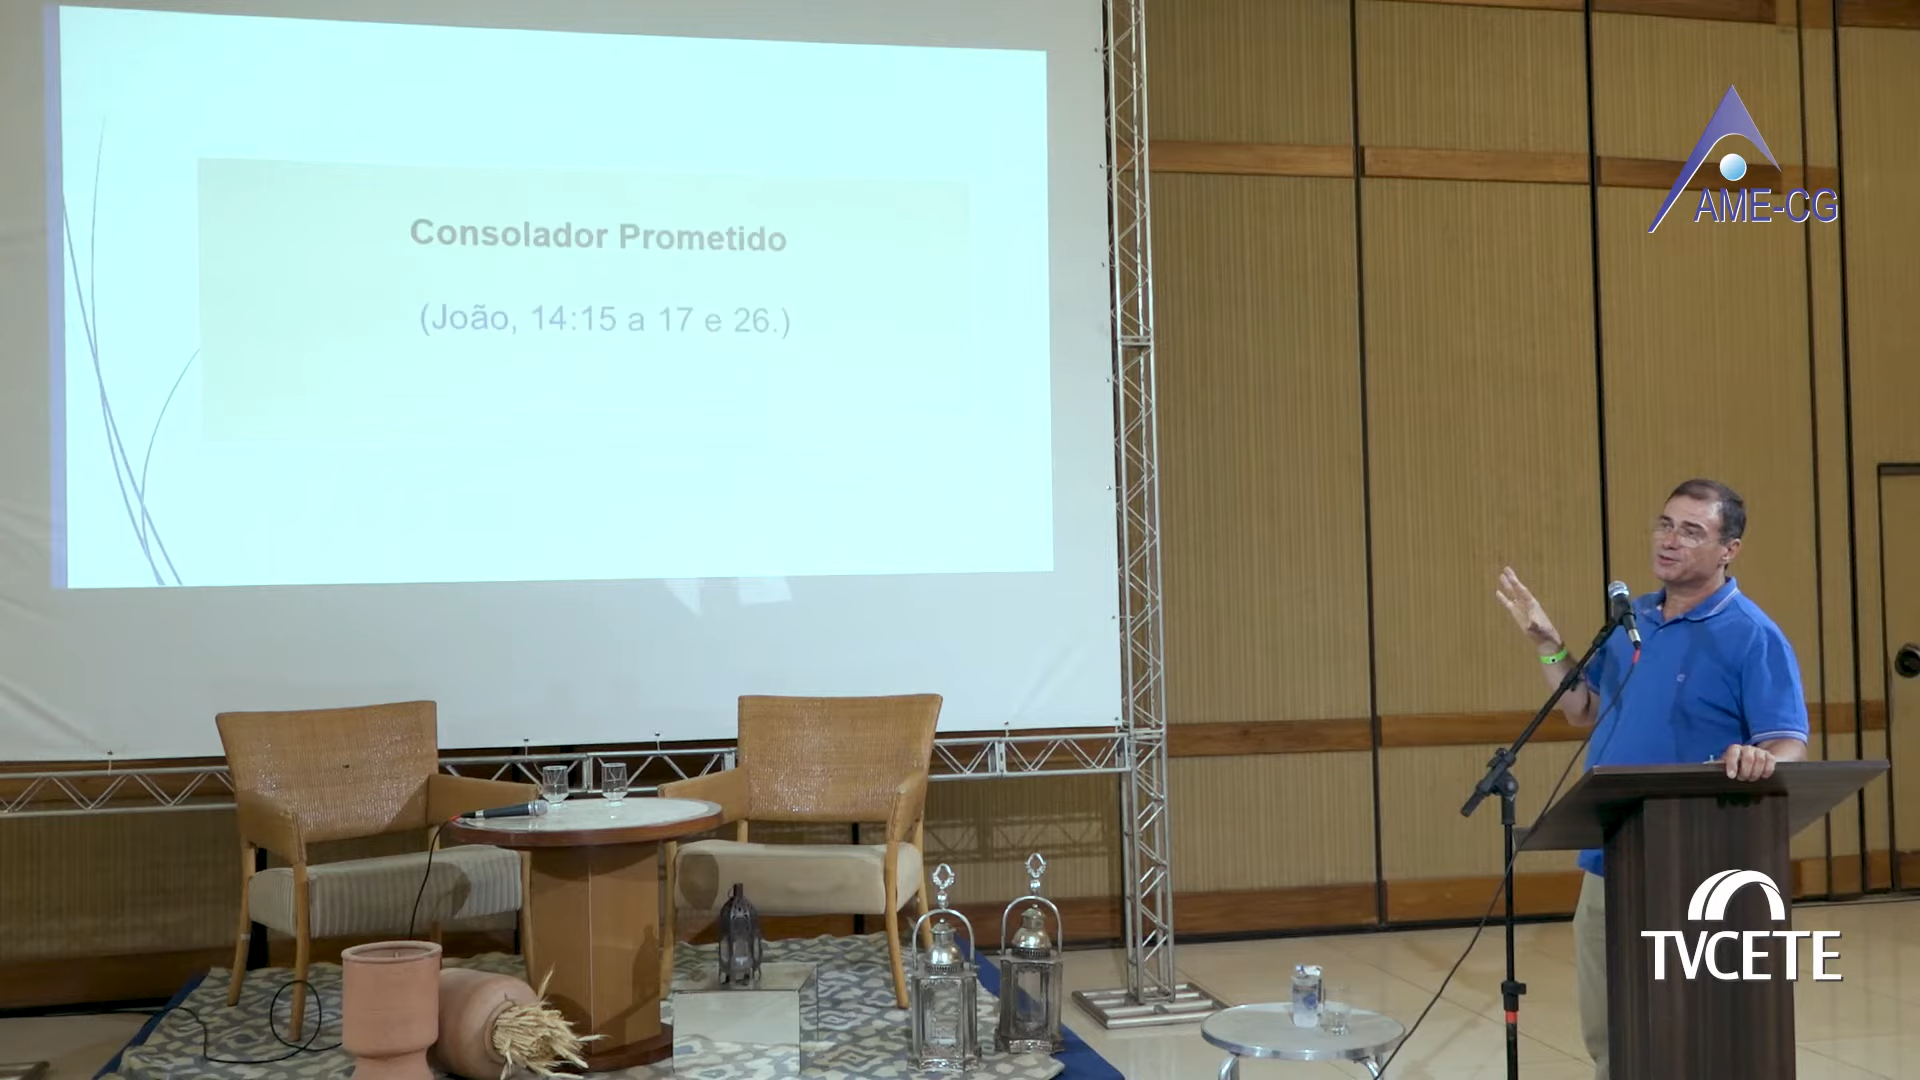 Consolador Prometido
(João, 14:15 a 17 e 26.)
AME-CG
TVCETE